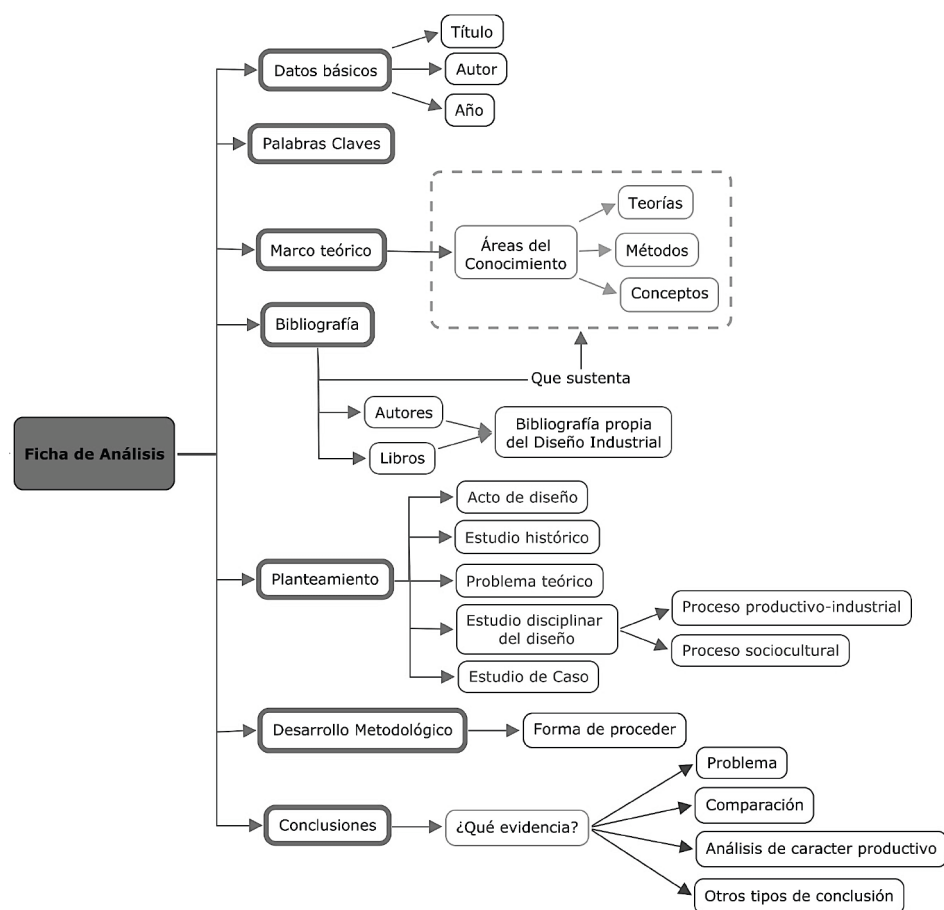 Título
Datos básicos
Autor
Año
Palabras Claves
Teorías
Marco teórico
Áreas del
Conocimiento
Métodos
Conceptos
Bibliografía
Que sustenta
Autores
Bibliografía propia
del Diseño Industrial
Libros
Ficha de Análisis
Acto de diseño
Estudio histórico
Planteamiento
Problema teórico
Estudio disciplinar
del diseño
Proceso productivo-industrial
Proceso sociocultural
Estudio de Caso
Desarrollo Metodológico
Forma de proceder
Problema
Comparación
Conclusiones
¿Qué evidencia?
Análisis de caracter productivo
Otros tipos de conclusión